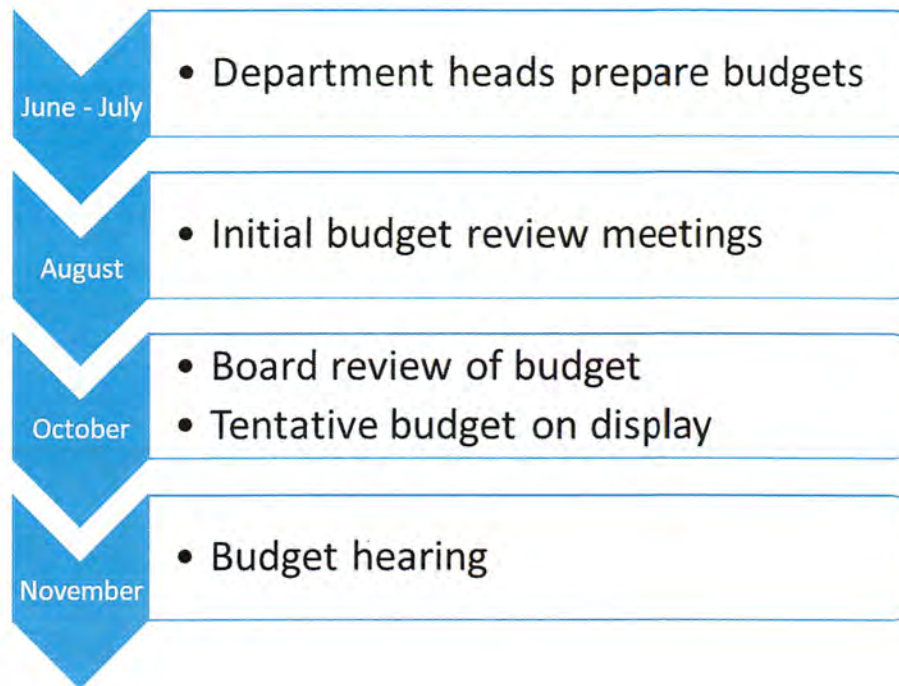 June - July
• Department heads prepare budgets
August
• Initial budget review meetings
October
• Board review of budget
• Tentative budget on display
November
• Budget hearing